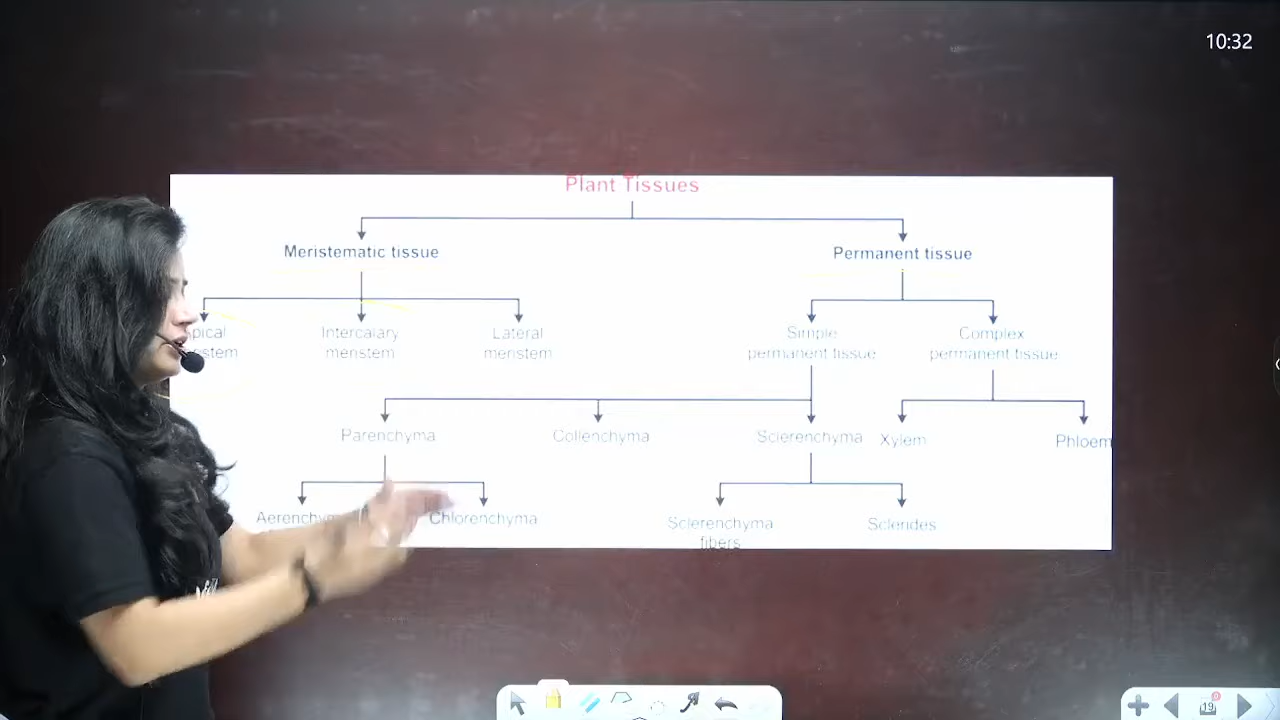 10:32
Plant Tissues
Meristematic tissue
Permanent tissue
Intercalary
meristem
Lateral
meristem
Simple
permanent tissue
Complex
permanent tissue
Parenchyma
Collenchyma
Sclerenchyma
Xylem
Phloem
Chlorenchyma
Sclerenchyma
fibers
Sclerides
19